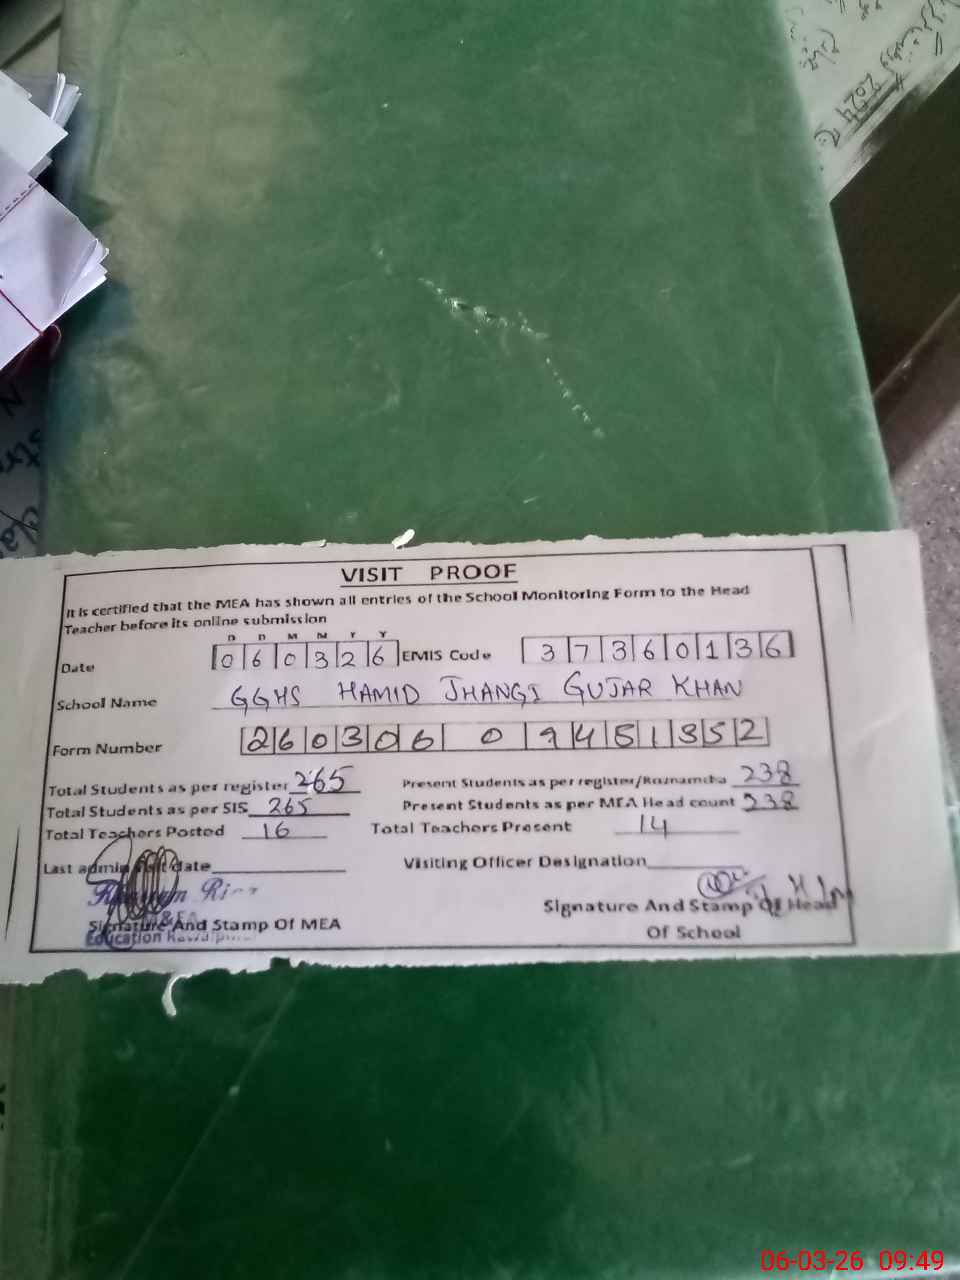 2024
VISIT PROOF
It is certified that the MEA has shown all entries of the School Monitoring Form to the Head
Teacher before its online submission
D D M M Y Y
Date 0 6 0 3 2 6 EMIS Code 3 7 3 6 0 1 3 6
School Name GGHS HAMID JHANGI GUJAR KHAN
Form Number 2 6 0 3 0 6 0 9 4 5 1 3 5 2
Total Students as per register 265 Present Students as per register/Roznamcha 238
Total Students as per SIS 265 Present Students as per MEA Head count 238
Total Teachers Posted 16 Total Teachers Present 14
Last admin visit date Visiting Officer Designation
Signature And Stamp Of MEA
Signature And Stamp Of Head
Of School
M&EA
Education
06-03-26 09:49